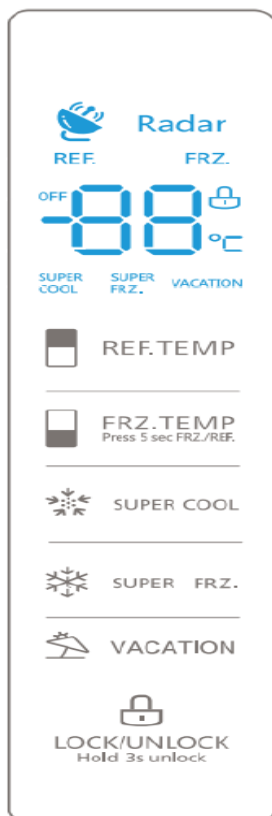 Radar
REF. FRZ.
OFF
-88
°C
SUPER COOL SUPER FRZ. VACATION
REF.TEMP
FRZ.TEMP
Press 5 sec FRZ./REF.
SUPER COOL
SUPER FRZ.
VACATION
LOCK/UNLOCK
Hold 3s unlock